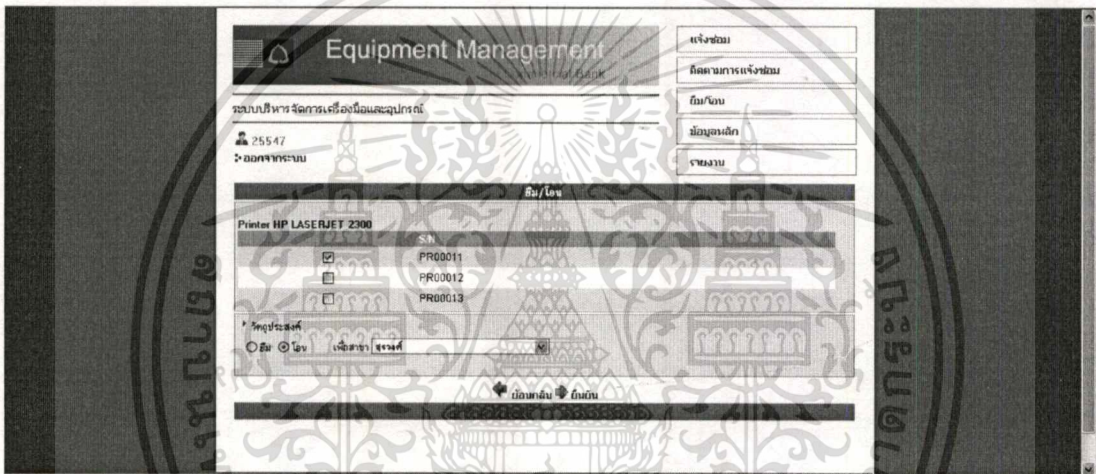 Equipment Management
Bank
ระบบบริหารจัดการเครื่องมือและอุปกรณ์
25547
ออกจากระบบ
แจ้งซ่อม
ติดตามการแจ้งซ่อม
ยืม/โอน
ข้อมูลหลัก
รายงาน
ยืม/โอน
Printer HP LASERJET 2300
S/N
PR00011
PR00012
PR00013
วัตถุประสงค์
ยืม โอน เพื่อสาขา สุรวงศ์
ย้อนกลับ ยืนยัน